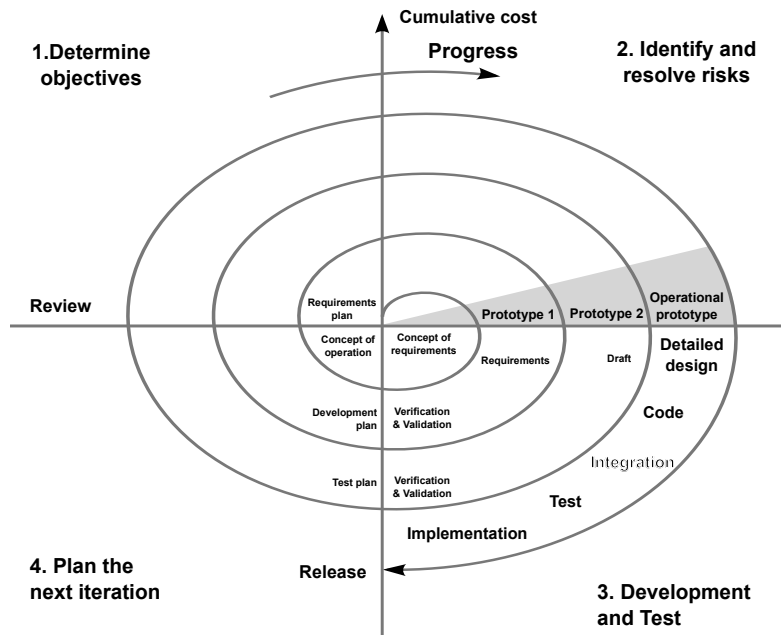 Cumulative cost
1.Determine
objectives
Progress
2. Identify and
resolve risks
Review
Requirements
plan
Prototype 1
Prototype 2
Operational
prototype
Concept of
operation
Concept of
requirements
Requirements
Draft
Detailed
design
Development
plan
Verification
& Validation
Code
Integration
Test plan
Verification
& Validation
Test
Implementation
4. Plan the
next iteration
Release
3. Development
and Test